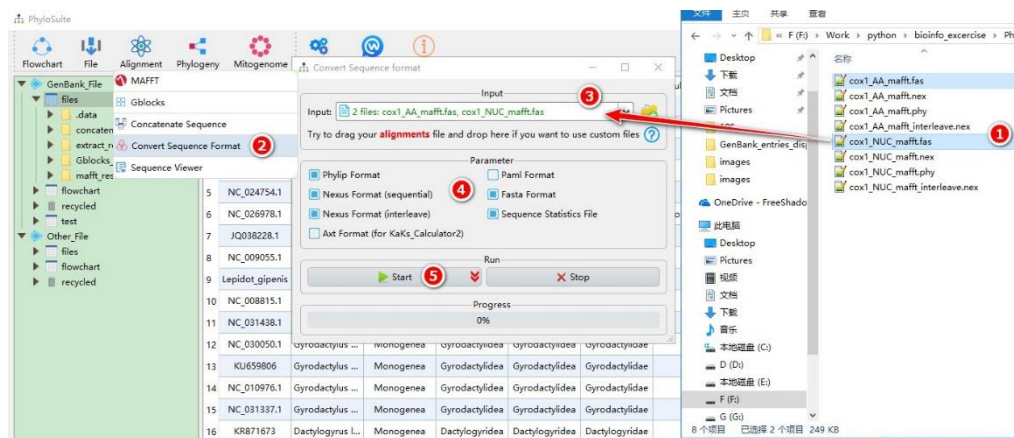 PhyloSuite
Flowchart File Alignment Phylogeny Mitogenome
GenBank_File
files
.data
extract_r
Gblocks_
mafft_res
flowchart
recycled
test
Other_File
files
flowchart
recycled
MAFFT
Gblocks
Concatenate Sequence
Convert Sequence Format 2
Sequence Viewer
Convert Sequence format
Input
3
Input: 2 files: cox1_AA_mafft.fas, cox1_NUC_mafft.fas
Try to drag your alignments file and drop here if you want to use custom files ?
Parameter
4
Phylip Format Paml Format
Nexus Format (sequential) Fasta Format
Nexus Format (interleave) Sequence Statistics File
Axt Format (for KaKs_Calculator2)
Run
Start 5 Stop
Progress
0%
5 NC_024754.1
6 NC_026978.1
7 JQ038228.1
8 NC_009055.1
9 Lepidot_gipenis
10 NC_008815.1
11 NC_031438.1
12 NC_030050.1 Gyrodactylus ... Monogenea Gyrodactylidea Gyrodactylidae
13 KU659806 Gyrodactylus ... Monogenea Gyrodactylidea Gyrodactylidae
14 NC_010976.1 Gyrodactylus ... Monogenea Gyrodactylidea Gyrodactylidae
15 NC_031337.1 Gyrodactylus ... Monogenea Gyrodactylidea Gyrodactylidae
16 KR871673 Dactylogyrus l... Monogenea Dactylogyridea Dactylogyridae
文件 主页 共享 查看
« F (F:) › Work › python › bioinfo_excercise › Ph
Desktop
下载
文档
Pictures
GenBank_entries_dis
images
images
OneDrive - FreeShado
此电脑
Desktop
Pictures
视频
文档
下载
音乐
本地磁盘 (C:)
D (D:)
本地磁盘 (E:)
F (F:)
G (G:)
名称
cox1_AA_mafft.fas
cox1_AA_mafft.nex
cox1_AA_mafft.phy
cox1_AA_mafft_interleave.nex
1
cox1_NUC_mafft.fas
cox1_NUC_mafft.nex
cox1_NUC_mafft.phy
cox1_NUC_mafft_interleave.nex
8 个项目 已选择 2 个项目 249 KB